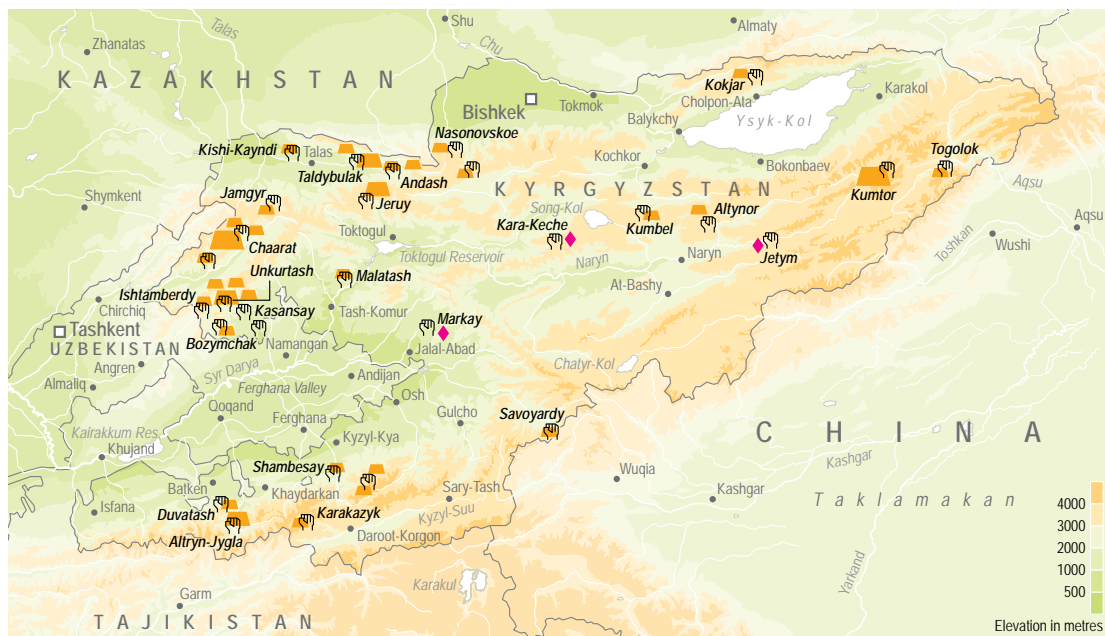 Shu
Almaty
Zhanatas
Talas
Chu
KAZAKHSTAN
Kokjar
Cholpon-Ata
Karakol
Bishkek
Tokmok
Balykchy
Ysyk-Kol
Nasonovskoe
Kishi-Kayndi
Talas
Taldybulak
Andash
Kochkor
Bokonbaev
Togolok
Kumtor
Aqsu
KYRGYZSTAN
Shymkent
Jamgyr
Jeruy
Song-Kol
Altynor
Kumbel
Kara-Keche
Toktogul
Chaarat
Toktogul Reservoir
Naryn
Naryn
Jetym
Toshkan
Wushi
Aqsu
Unkurtash
Malatash
At-Bashy
Ishtamberdy
Chirchiq
Kasansay
Tash-Komur
Markay
Tashkent
UZBEKISTAN
Bozymchak
Namangan
Jalal-Abad
Angren
Syr Darya
Chatyr-Kol
Almaliq
Ferghana Valley
Andijan
Osh
Qoqand
Ferghana
Gulcho
Savoyardy
Kairakkum Res.
Khujand
Kyzyl-Kya
CHINA
Kashgar
Shambesay
Wuqia
Batken
Khaydarkan
Sary-Tash
Kashgar
Taklamakan
Isfana
Duvatash
Karakazyk
Kyzyl-Suu
Altryn-Jygla
Daroot-Korgon
Karakul
Yarkand
Garm
TAJIKISTAN
4000
3000
2000
1000
500
Elevation in metres